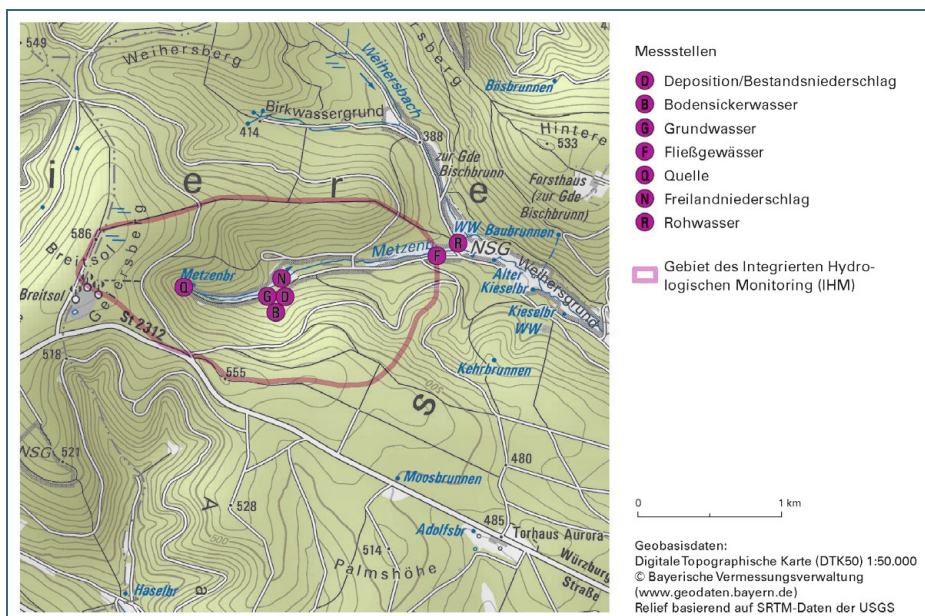 549
Weihersberg
Weihersbach
Bösbrunnen
Birkwassergrund
414
388
Hintere
533
zur Gde
Bischbrunn
Forsthaus
(zur Gde
Bischbrunn)
i
e
r
e
586
Breitsol
Geiersberg
WW
Baubrunnen
R
NSG
Metzenbr
F
Weihersgrund
Alter
Kieselbr
Metzenbr
Q
N
G
D
B
Breitsol
St 2312
Kieselbr
WW
518
555
Kehrbrunnen
500
s
NSG
521
480
A
528
Moosbrunnen
500
a
Adolfsbr
485
Torhaus Aurora
514
Palmshöhe
Würzburg
Straße
Haselbr
Messstellen
D Deposition/Bestandsniederschlag
B Bodensickerwasser
G Grundwasser
F Fließgewässer
Q Quelle
N Freilandniederschlag
R Rohwasser
Gebiet des Integrierten Hydro-
logischen Monitoring (IHM)
0 1 km
Geobasisdaten:
Digitale Topographische Karte (DTK50) 1:50.000
© Bayerische Vermessungsverwaltung
(www.geodaten.bayern.de)
Relief basierend auf SRTM-Daten der USGS